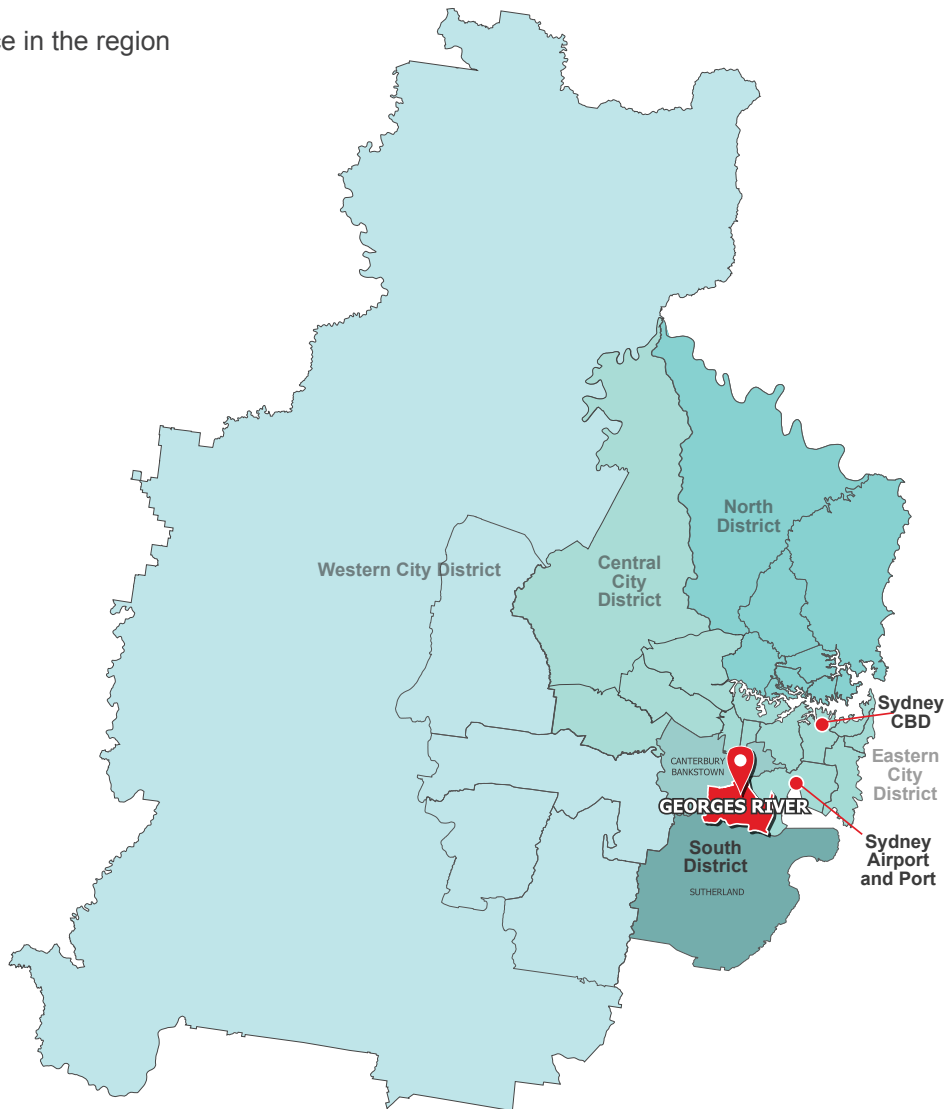 in the region
North
District
Western City District
Central
City
District
Sydney
CBD
Eastern
City
District
CANTERBURY
BANKSTOWN
GEORGES RIVER
Sydney
Airport
and Port
South
District
SUTHERLAND